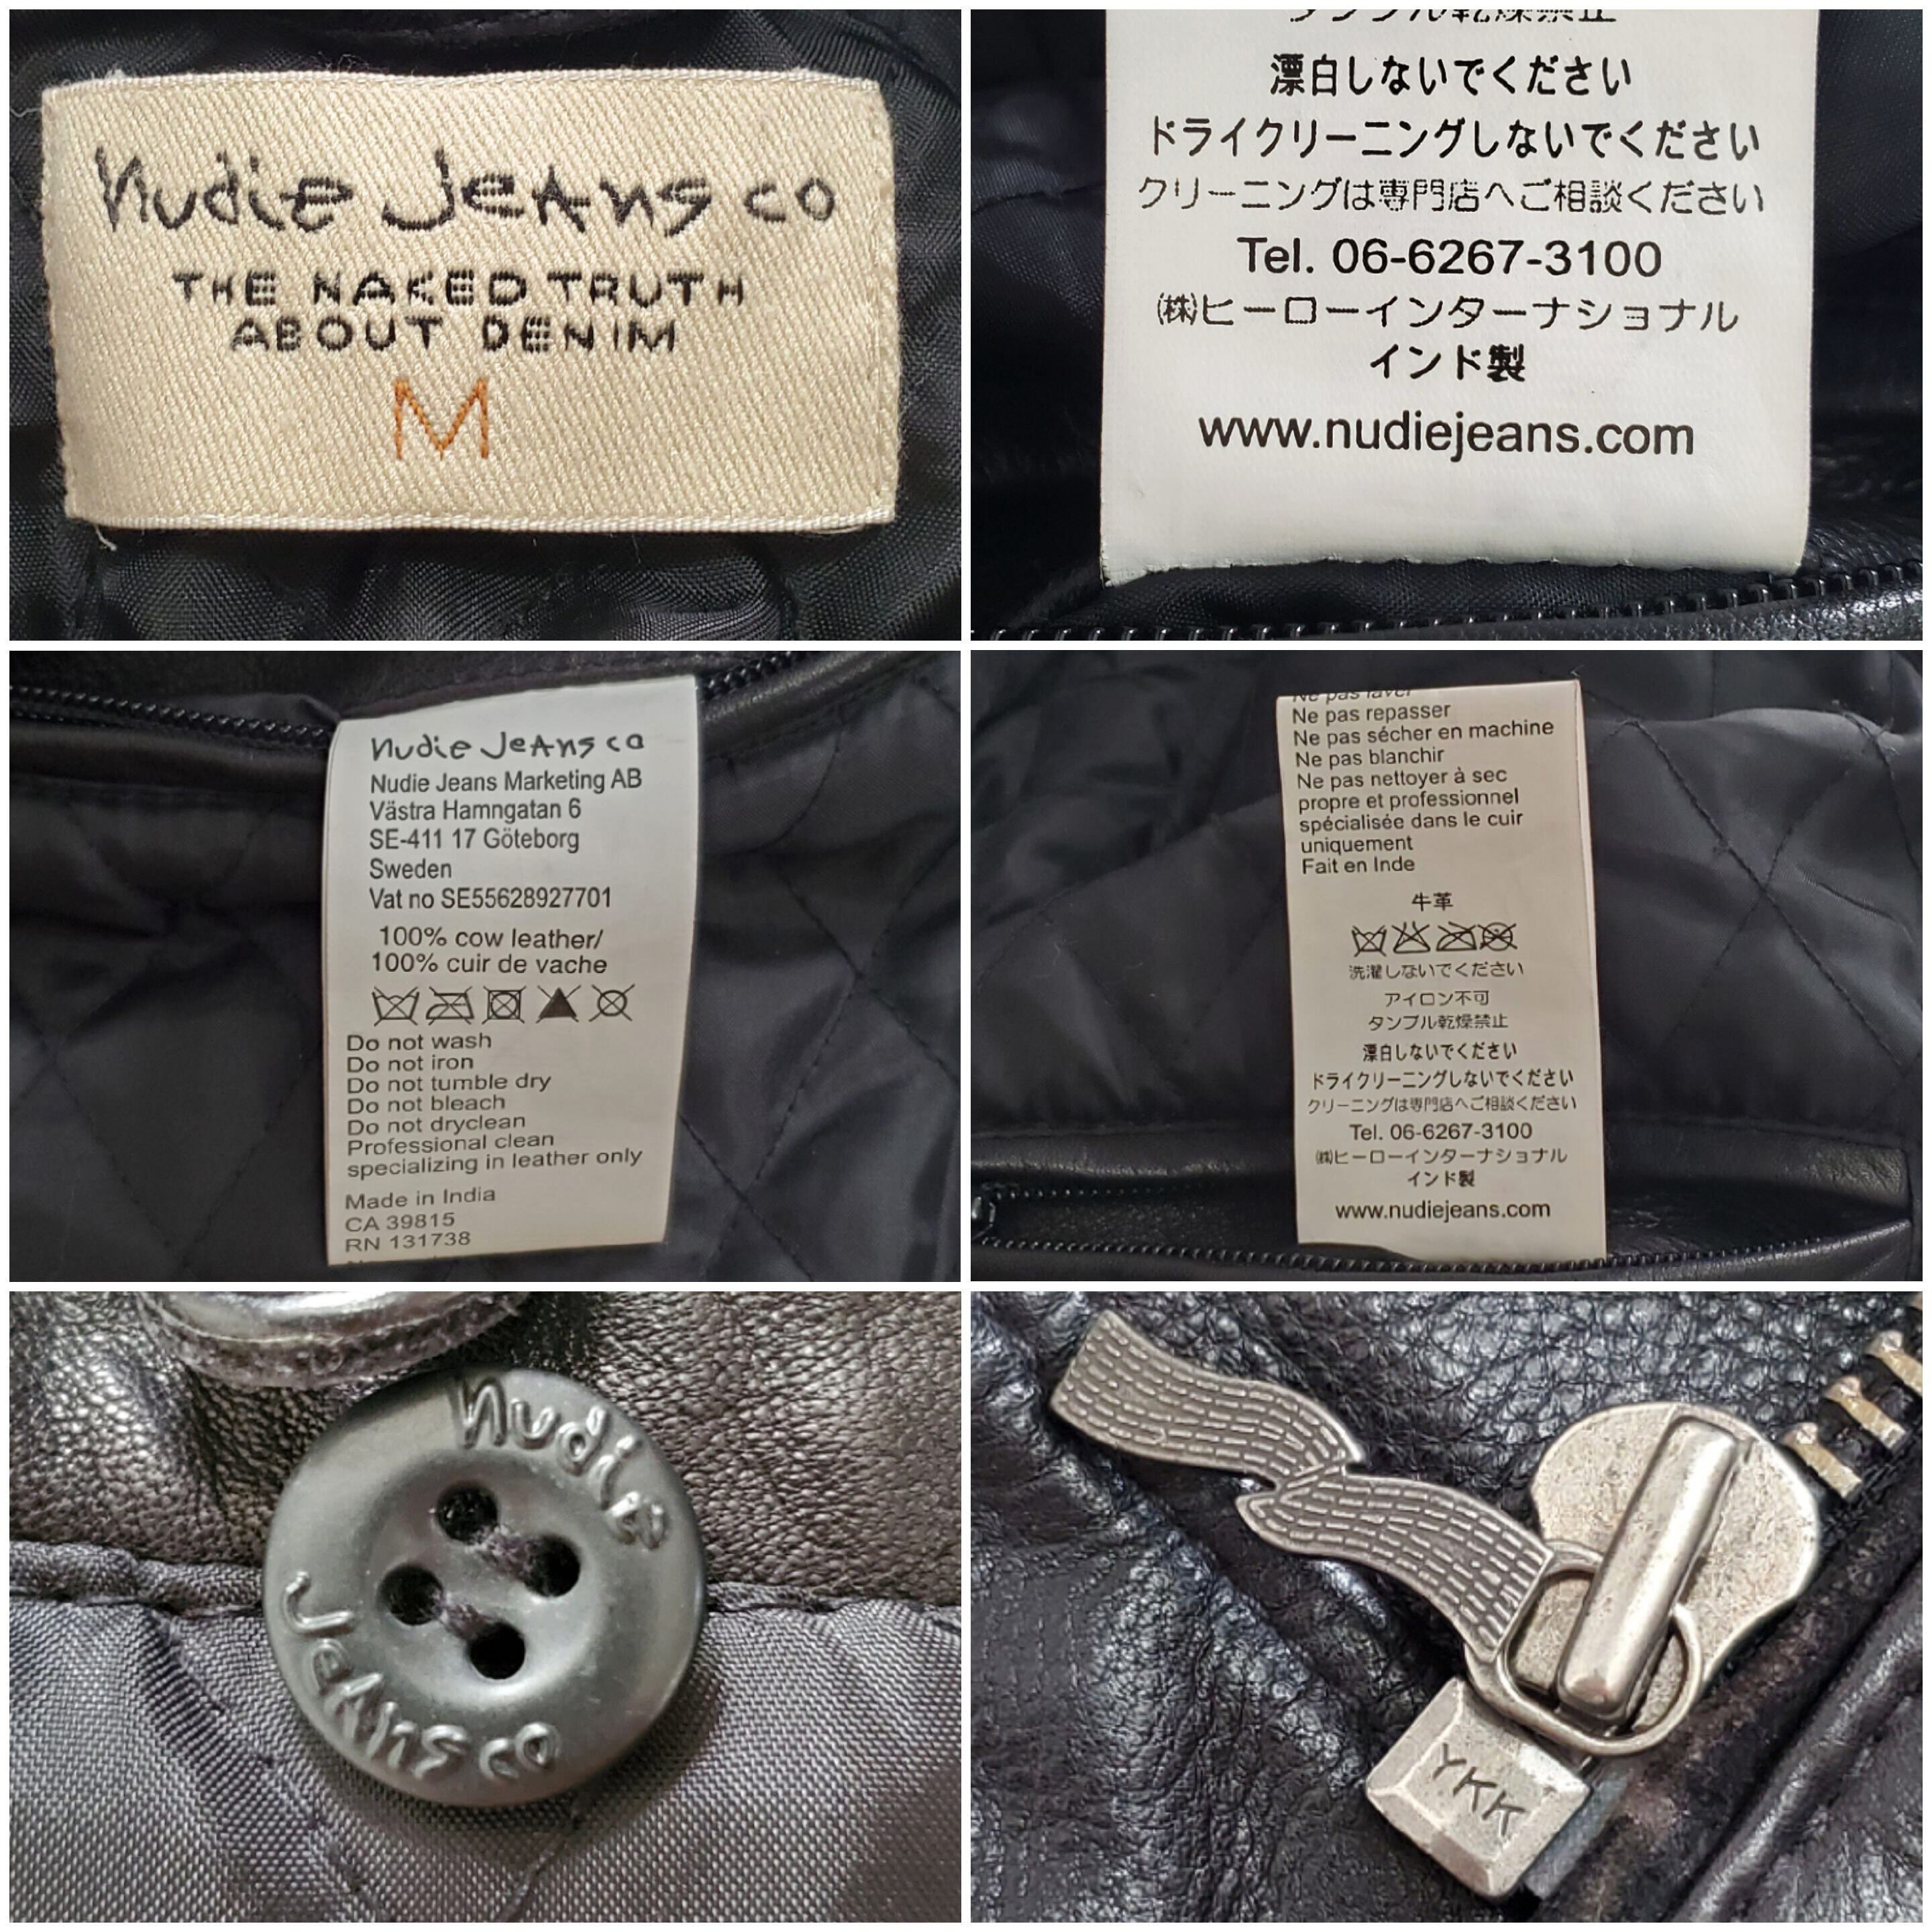 Nudie Jeans co
THE NAKED TRUTH
ABOUT DENIM
M
タンブル乾燥禁止
漂白しないでください
ドライクリーニングしないでください
クリーニングは専門店へご相談ください
Tel. 06-6267-3100
㈱ヒーローインターナショナル
インド製
www.nudiejeans.com
Nudie Jeans co
Nudie Jeans Marketing AB
Västra Hamngatan 6
SE-411 17 Göteborg
Sweden
Vat no SE55628927701
100% cow leather/
100% cuir de vache
Do not wash
Do not iron
Do not tumble dry
Do not bleach
Do not dryclean
Professional clean
specializing in leather only
Made in India
CA 39815
RN 131738
Ne pas laver
Ne pas repasser
Ne pas sécher en machine
Ne pas blanchir
Ne pas nettoyer à sec
propre et professionnel
spécialisée dans le cuir
uniquement
Fait en Inde
牛革
洗濯しないでください
アイロン不可
タンブル乾燥禁止
漂白しないでください
ドライクリーニングしないでください
クリーニングは専門店へご相談ください
Tel. 06-6267-3100
㈱ヒーローインターナショナル
インド製
www.nudiejeans.com
Nudie
Jeans co
YKK